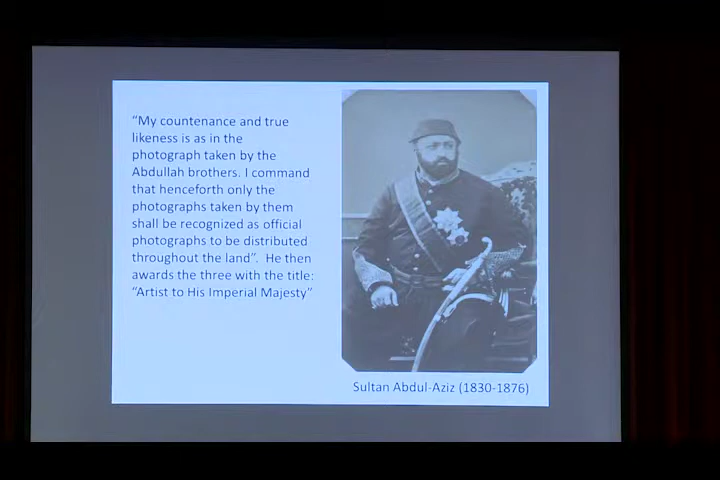 “My countenance and true
likeness is as in the
photograph taken by the
Abdullah brothers. I command
that henceforth only the
photographs taken by them
shall be recognized as official
photographs to be distributed
throughout the land”.  He then
awards the three with the title:
“Artist to His Imperial Majesty”
Sultan Abdul-Aziz (1830-1876)